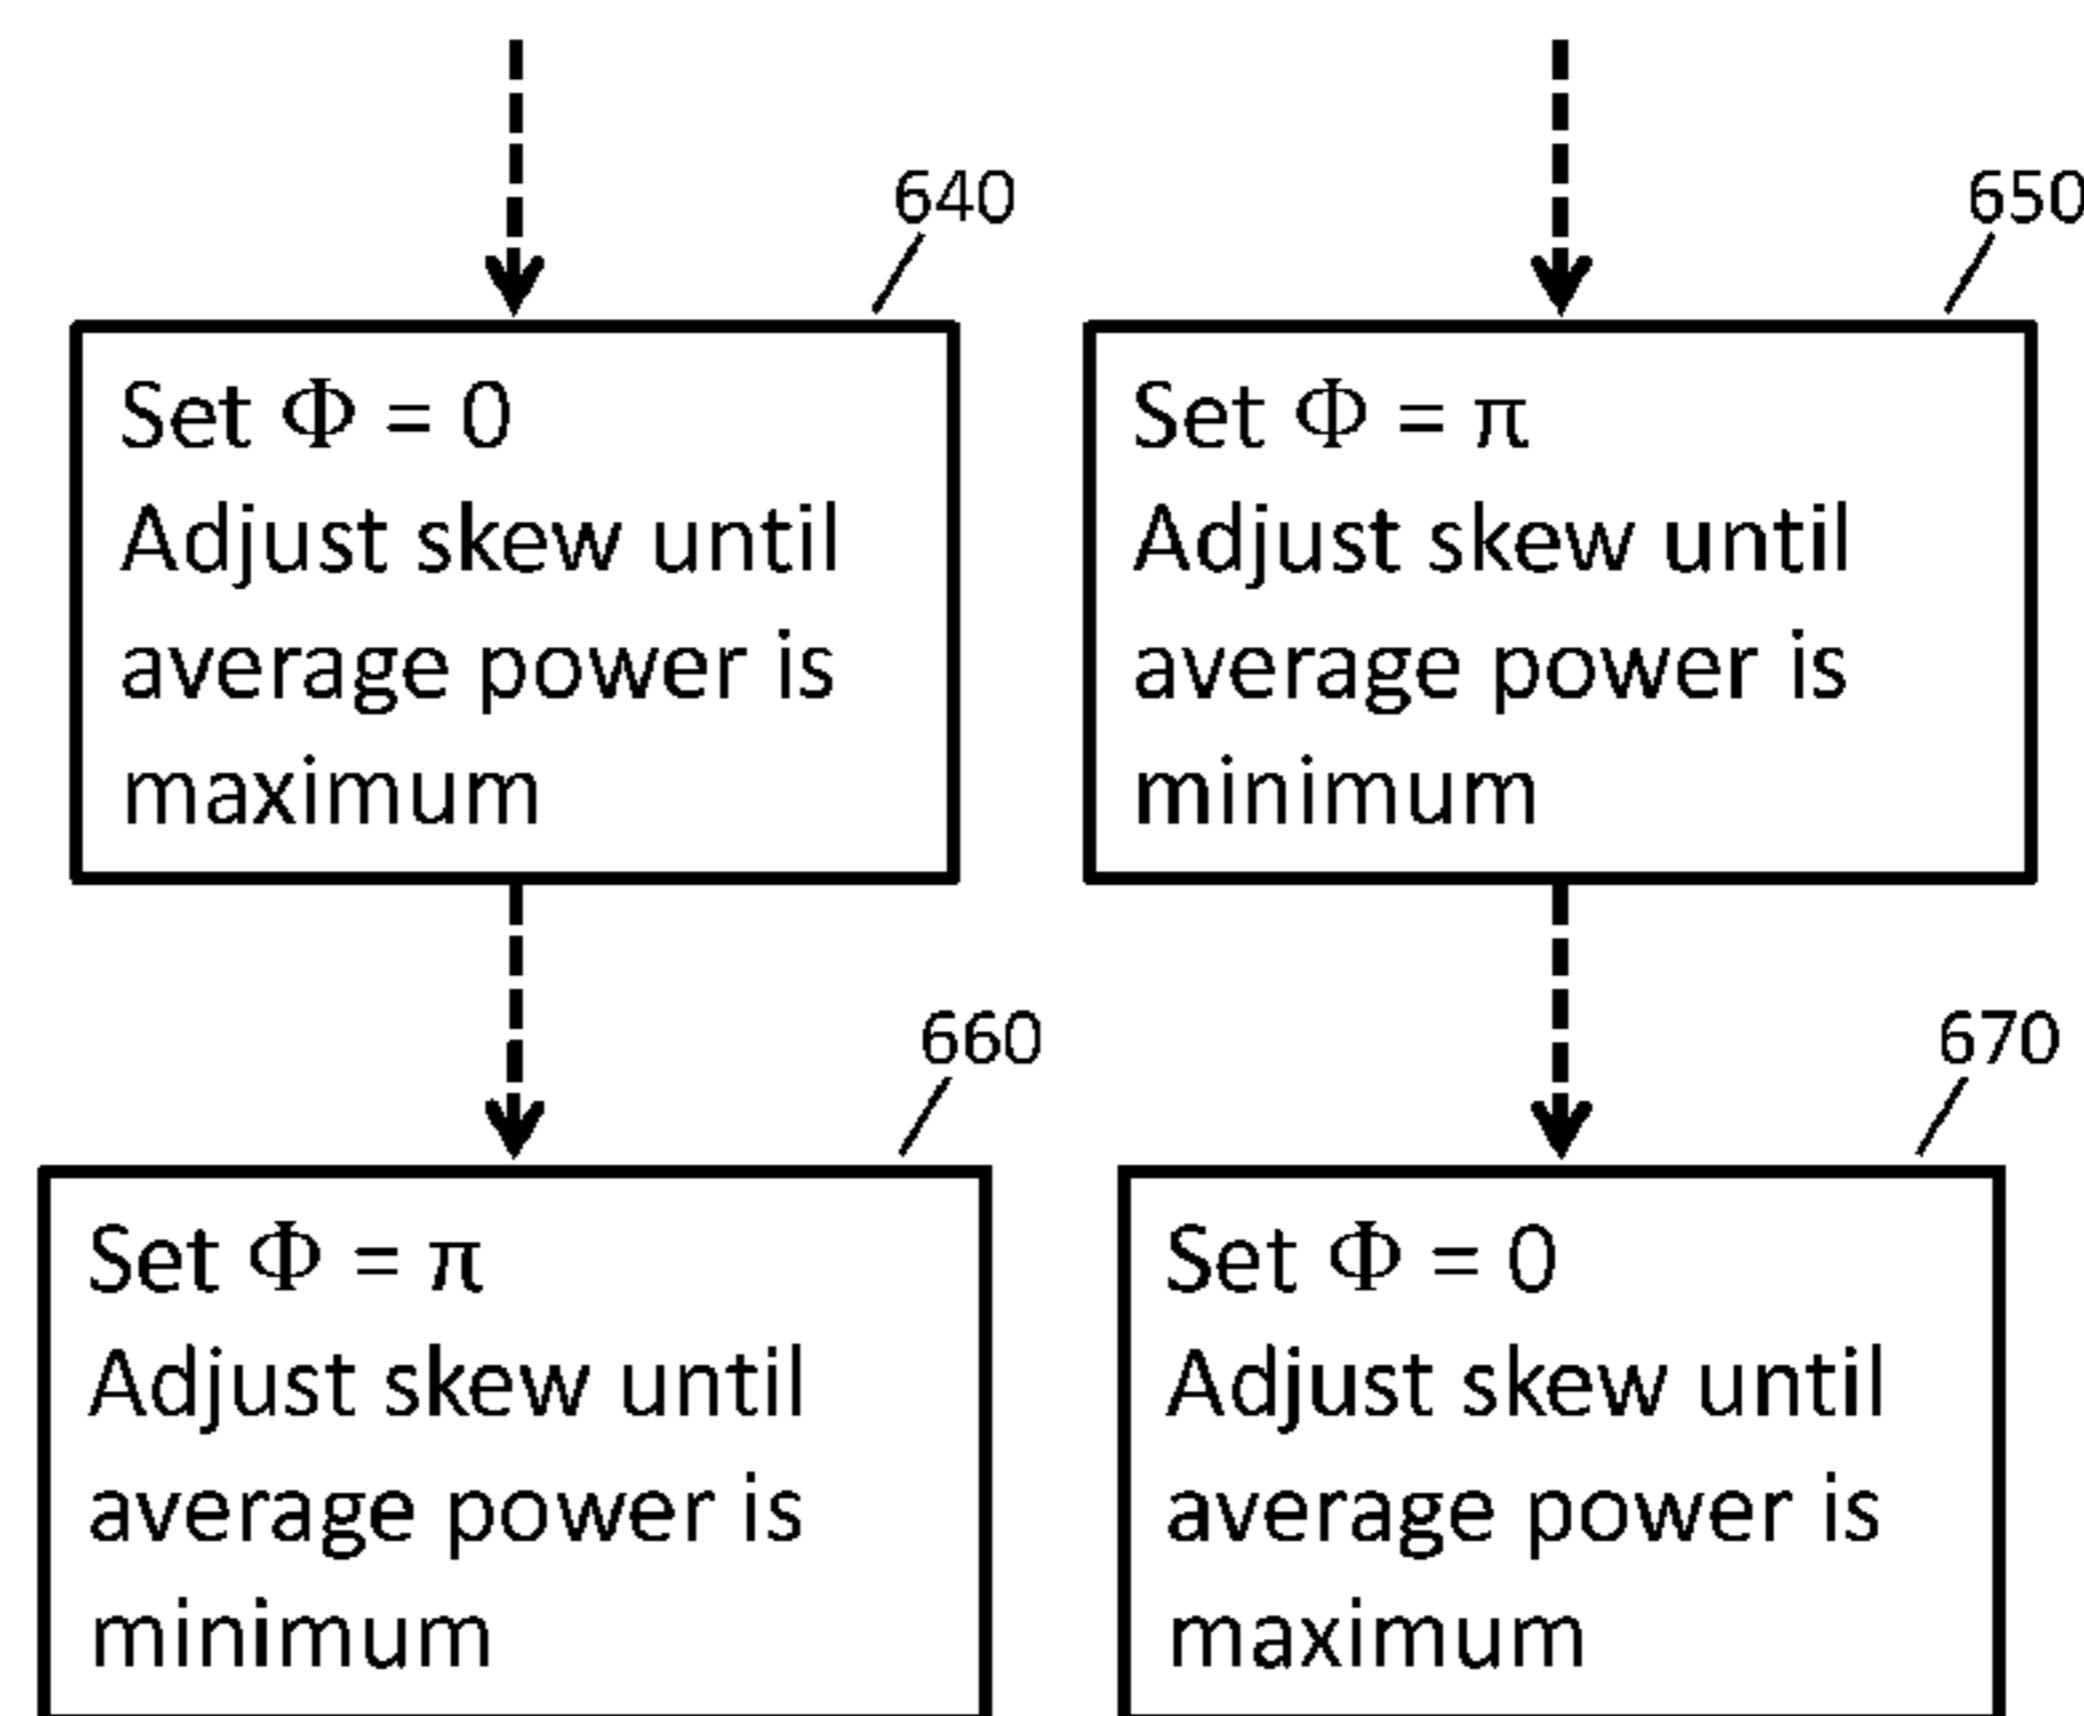 640
Set Φ = 0
Adjust skew until
average power is
maximum
650
Set Φ = π
Adjust skew until
average power is
minimum
660
Set Φ = π
Adjust skew until
average power is
minimum
670
Set Φ = 0
Adjust skew until
average power is
maximum